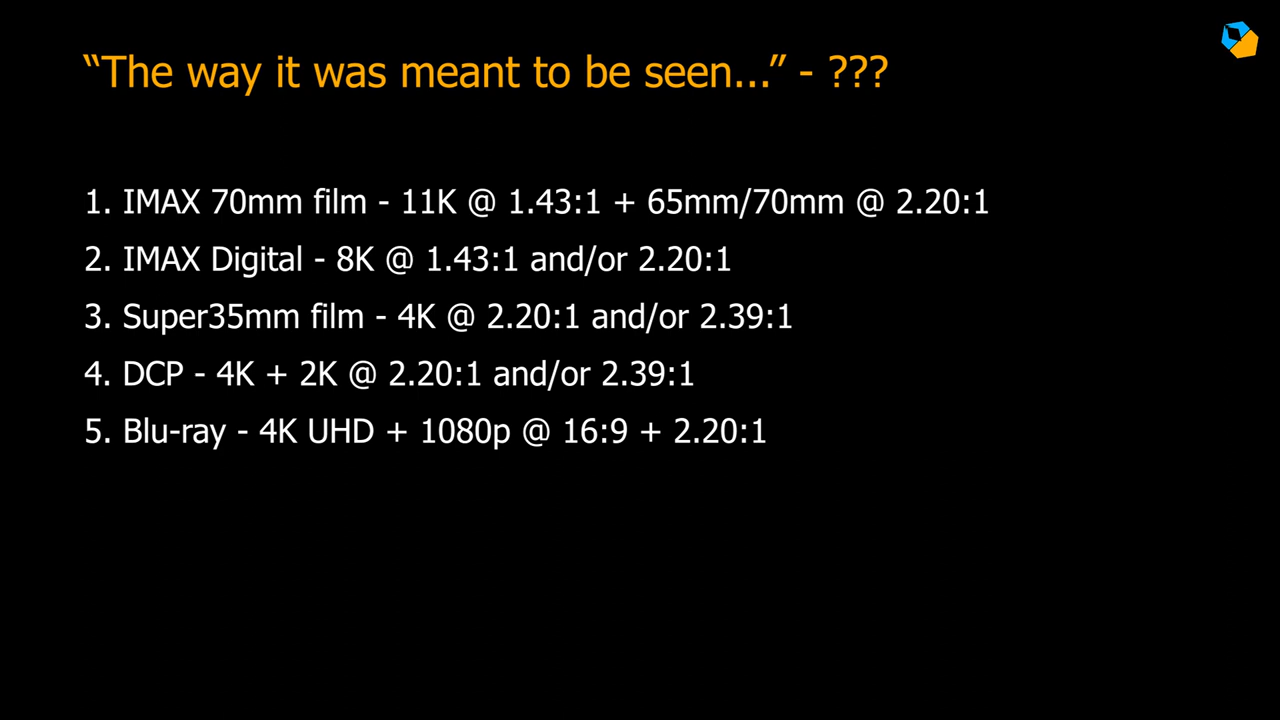 “The way it was meant to be seen...” - ???
1. IMAX 70mm film - 11K @ 1.43:1 + 65mm/70mm @ 2.20:1
2. IMAX Digital - 8K @ 1.43:1 and/or 2.20:1
3. Super35mm film - 4K @ 2.20:1 and/or 2.39:1
4. DCP - 4K + 2K @ 2.20:1 and/or 2.39:1
5. Blu-ray - 4K UHD + 1080p @ 16:9 + 2.20:1